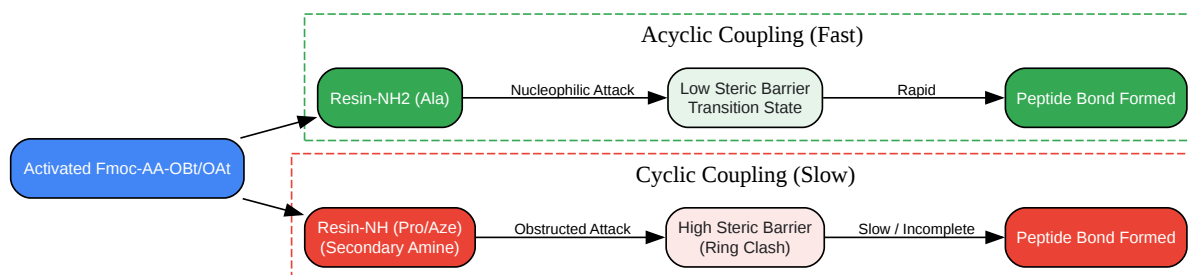 Acyclic Coupling (Fast)
Resin-NH2 (Ala)
Nucleophilic Attack
Low Steric Barrier
Transition State
Rapid
Peptide Bond Formed
Activated Fmoc-AA-OBt/OAt
Cyclic Coupling (Slow)
Resin-NH (Pro/Aze)
(Secondary Amine)
Obstructed Attack
High Steric Barrier
(Ring Clash)
Slow / Incomplete
Peptide Bond Formed